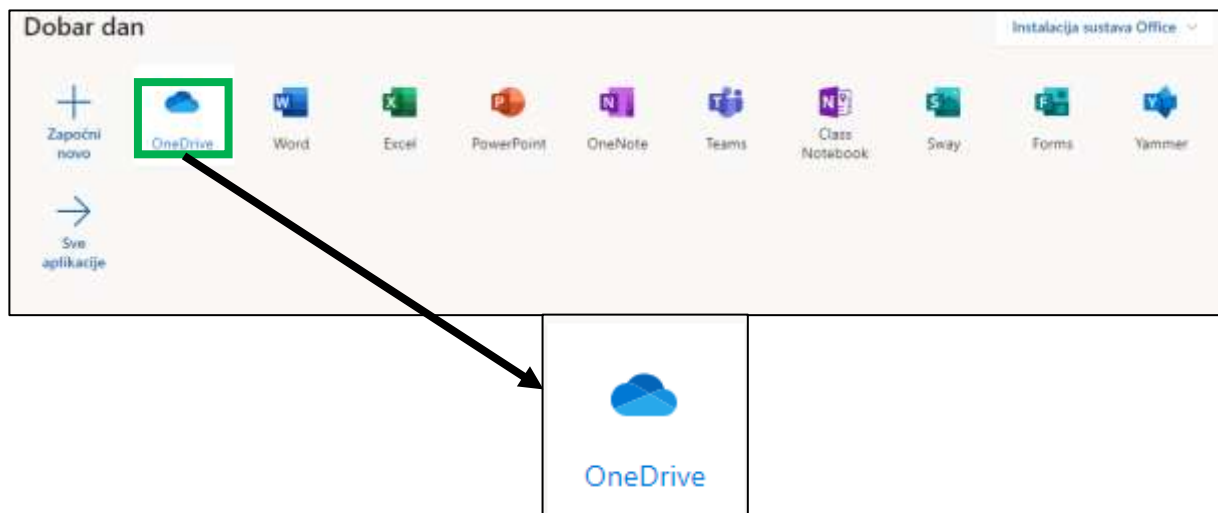 Dobar dan
Instalacija sustava Office
Započni
novo
OneDrive
Word
Excel
PowerPoint
OneNote
Teams
Class
Notebook
Sway
Forms
Yammer
Sve
aplikacije
OneDrive